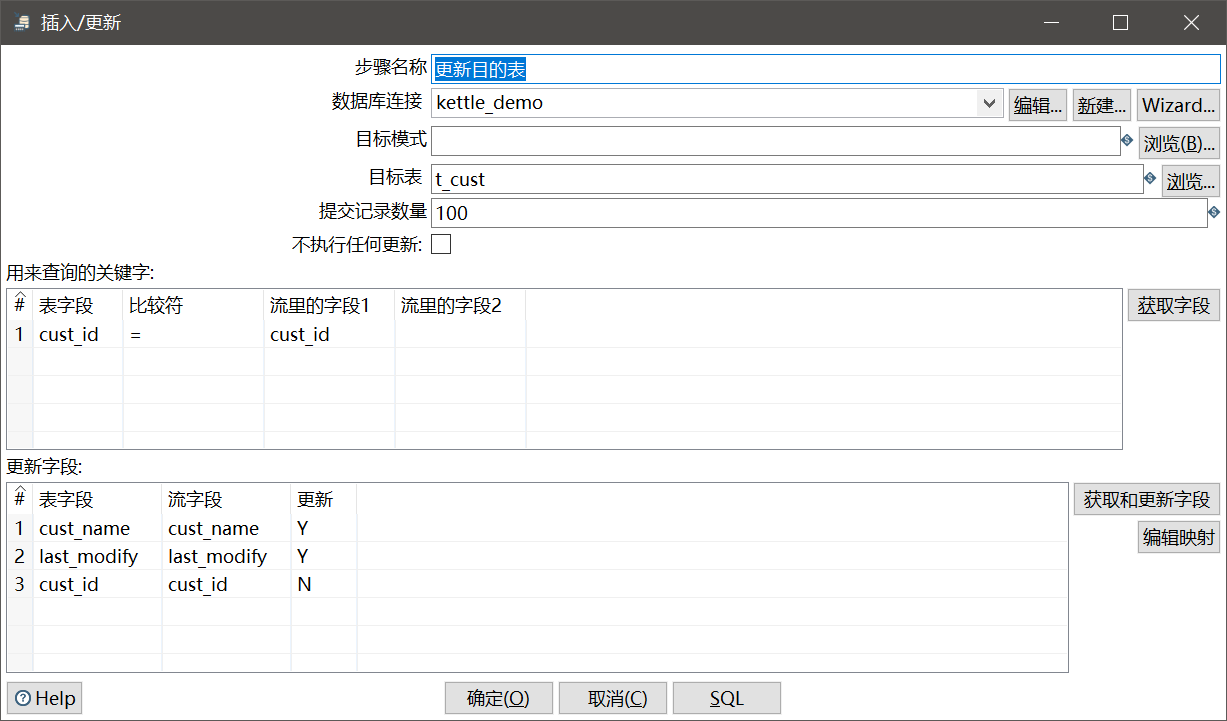 插入/更新
步骤名称 更新目的表
数据库连接 kettle_demo 编辑... 新建... Wizard...
目标模式 浏览(B)...
目标表 t_cust 浏览...
提交记录数量 100
不执行任何更新:
用来查询的关键字:
# 表字段 比较符 流里的字段1 流里的字段2 获取字段
1 cust_id = cust_id
更新字段:
# 表字段 流字段 更新 获取和更新字段
1 cust_name cust_name Y
编辑映射
2 last_modify last_modify Y
3 cust_id cust_id N
Help 确定(O) 取消(C) SQL